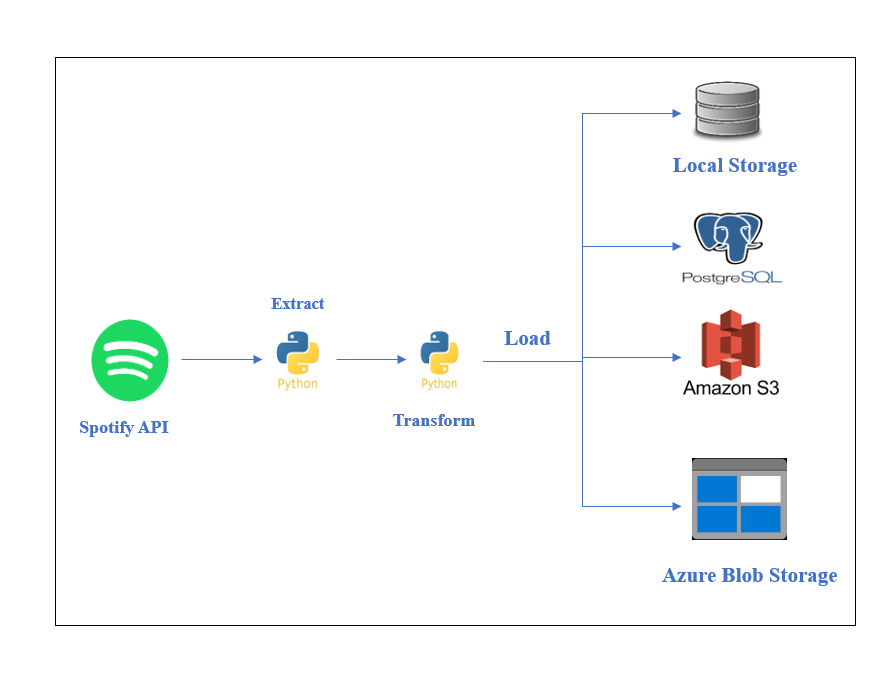 Local Storage
PostgreSQL
Extract
Load
Python
Python
Amazon S3
Spotify API
Transform
Azure Blob Storage